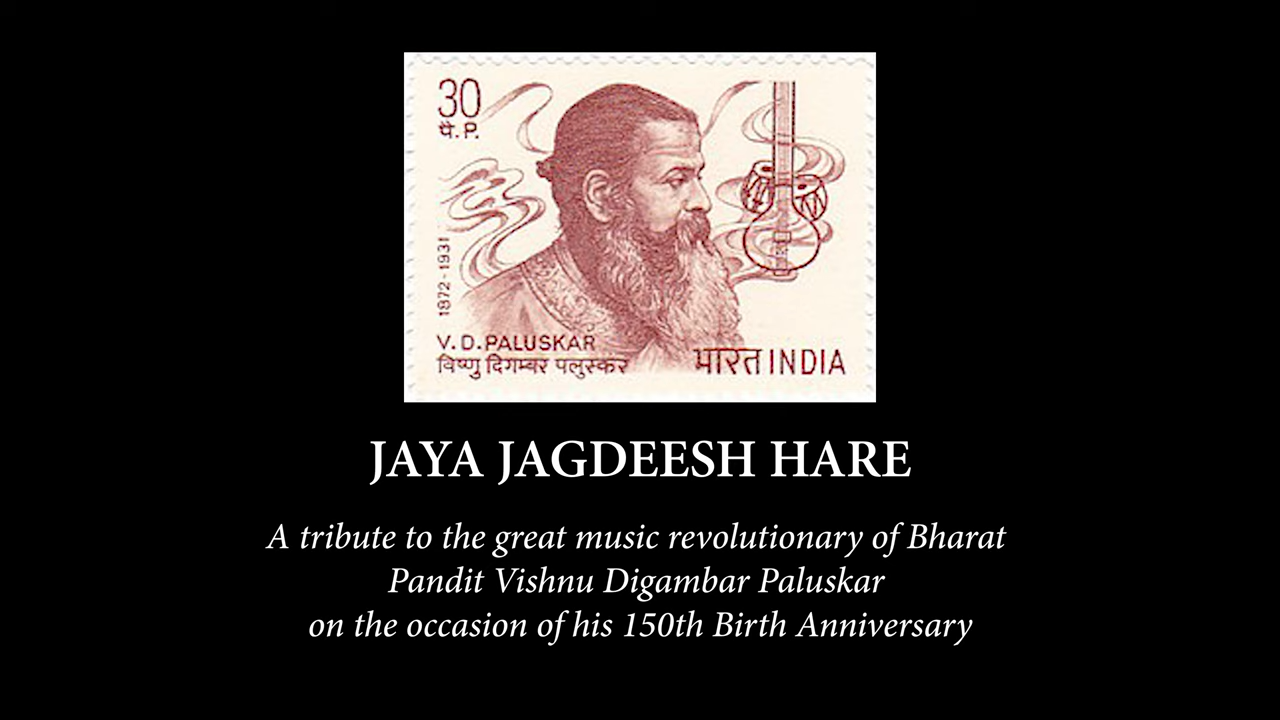 30
पै. P.
1872-1931
V.D. PALUSKAR
विष्णु दिगम्बर पलुस्कर
भारत INDIA
JAYA JAGDEESH HARE
A tribute to the great music revolutionary of Bharat
Pandit Vishnu Digambar Paluskar
on the occasion of his 150th Birth Anniversary